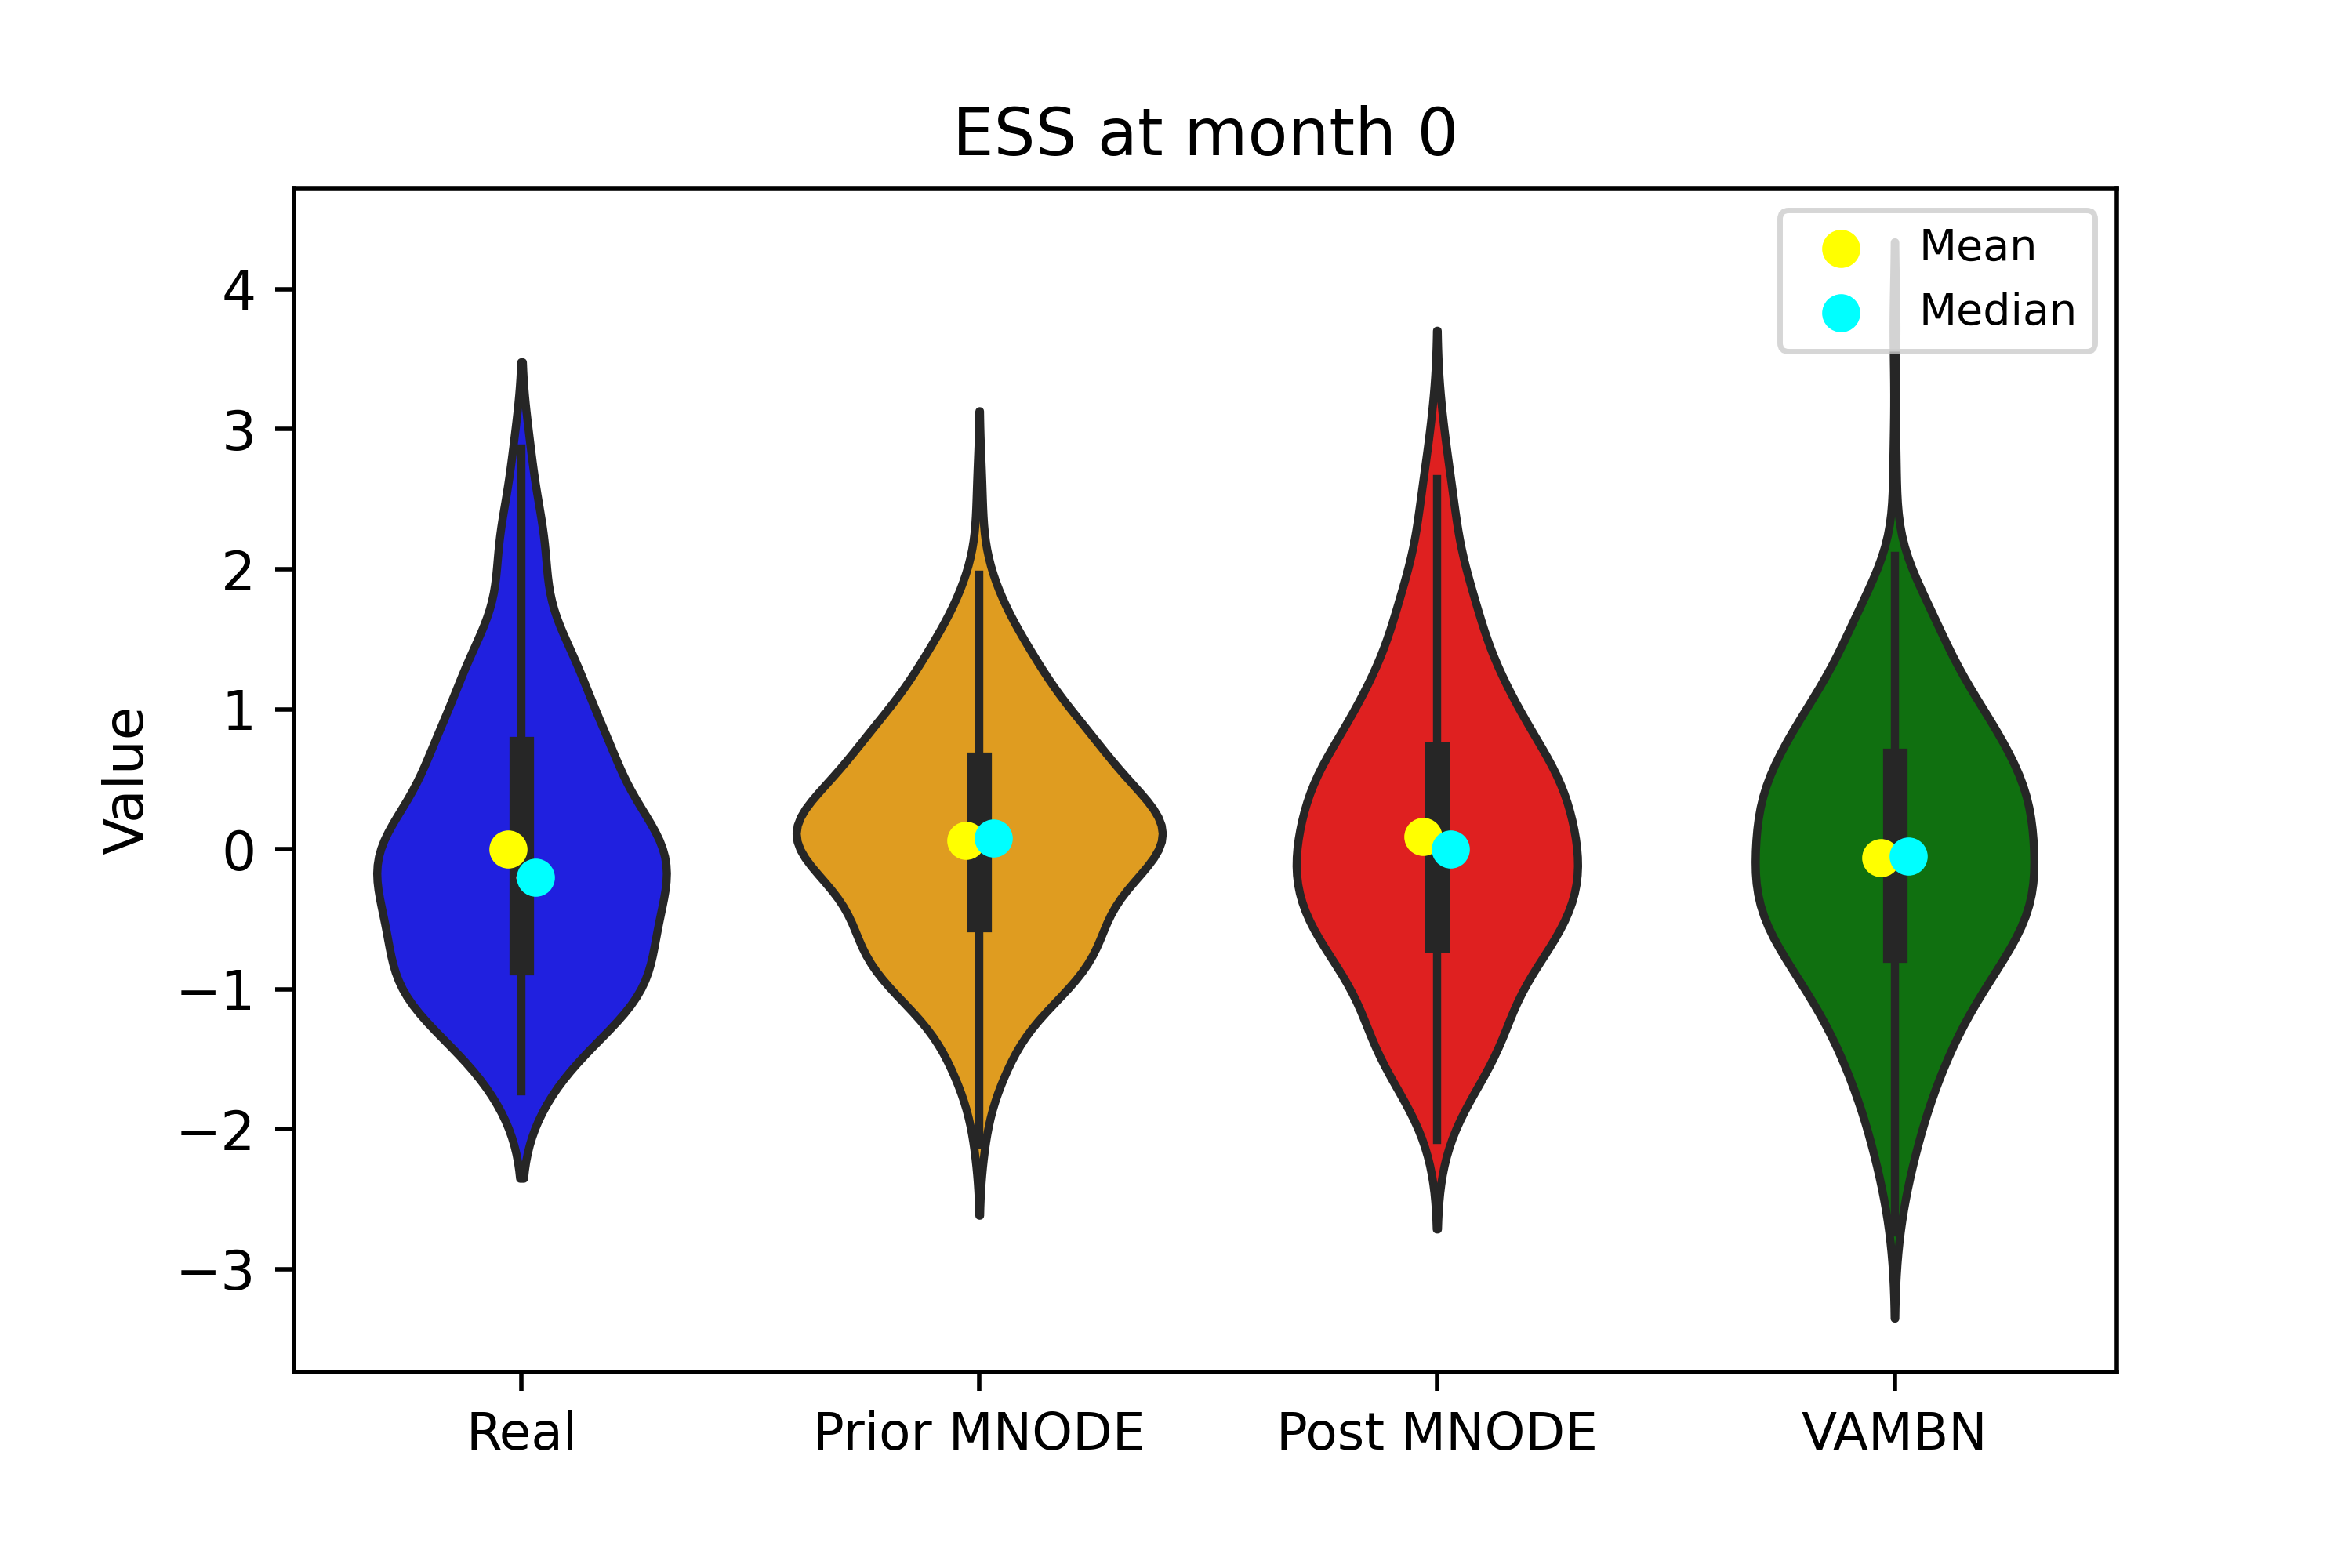 ESS at month 0
Mean
Median
Value
4
3
2
1
0
−1
−2
−3
Real
Prior MNODE
Post MNODE
VAMBN